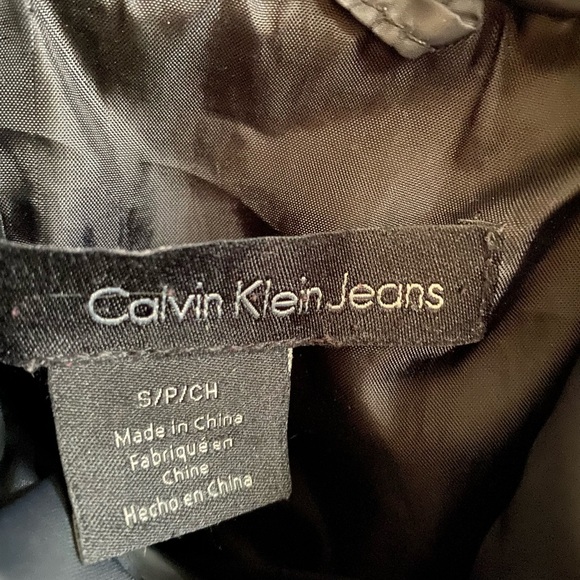 Calvin Klein Jeans
S/P/CH
Made in China
Fabriqué en
Chine
Hecho en China